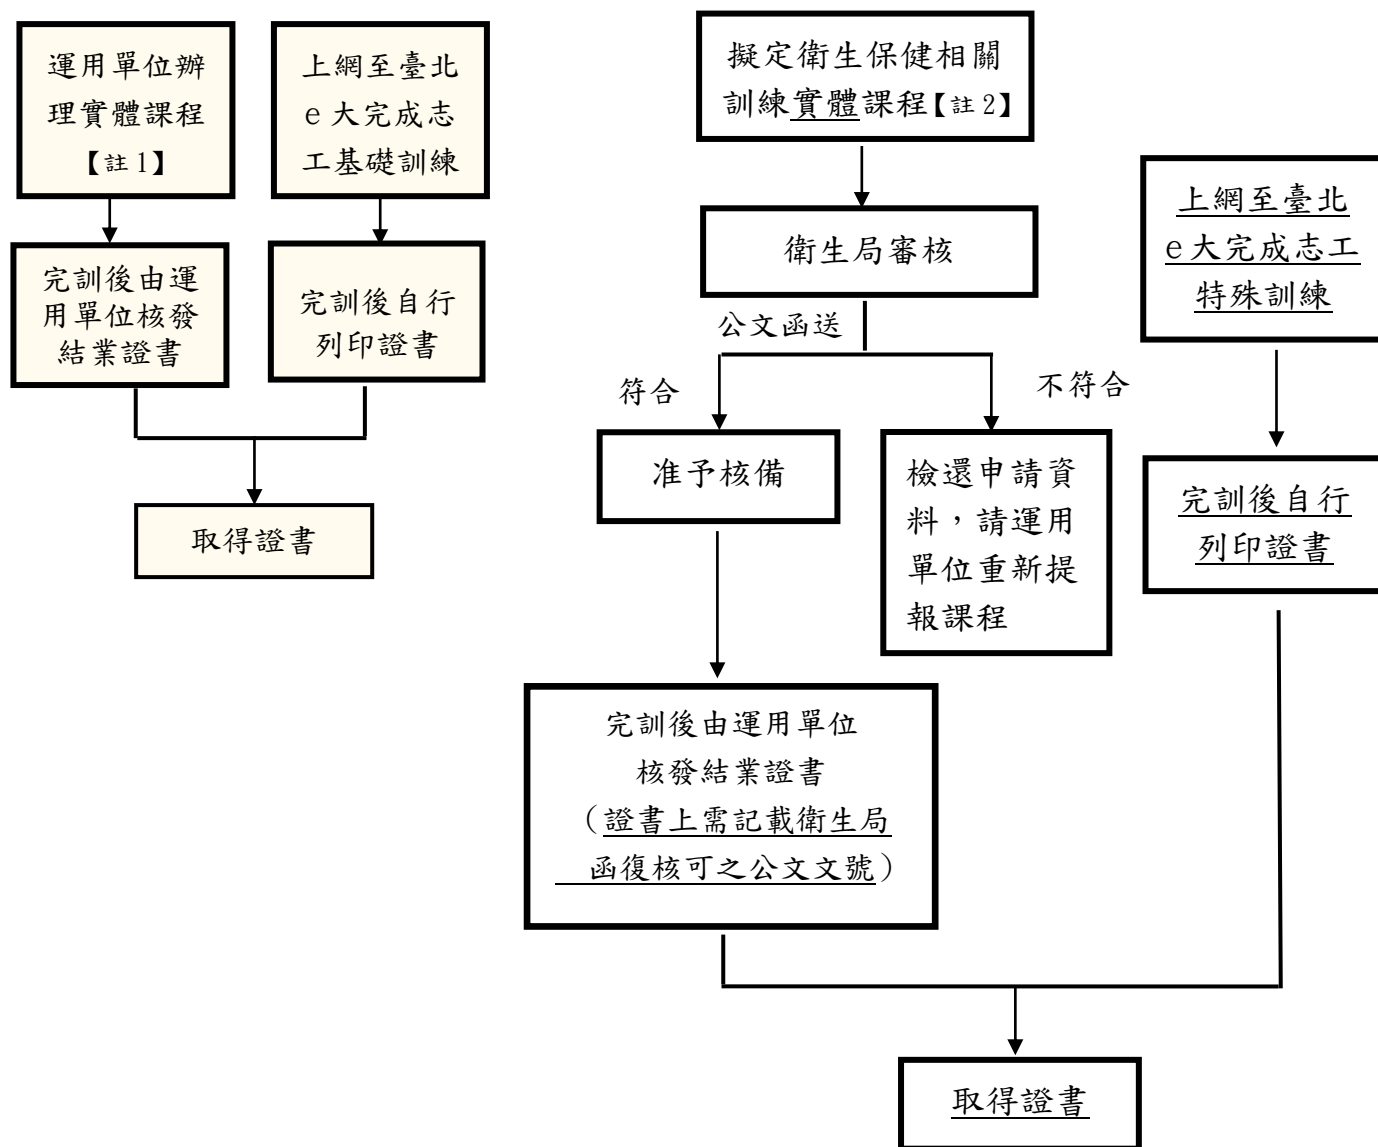 運用單位辦
理實體課程
【註1】
上網至臺北
e大完成志
工基礎訓練
完訓後由運
用單位核發
結業證書
完訓後自行
列印證書
取得證書
擬定衛生保健相關
訓練實體課程【註2】
衛生局審核
公文函送
符合
不符合
准予核備
檢還申請資
料，請運用
單位重新提
報課程
完訓後由運用單位
核發結業證書
（證書上需記載衛生局
函復核可之公文文號）
上網至臺北
e大完成志工
特殊訓練
完訓後自行
列印證書
取得證書